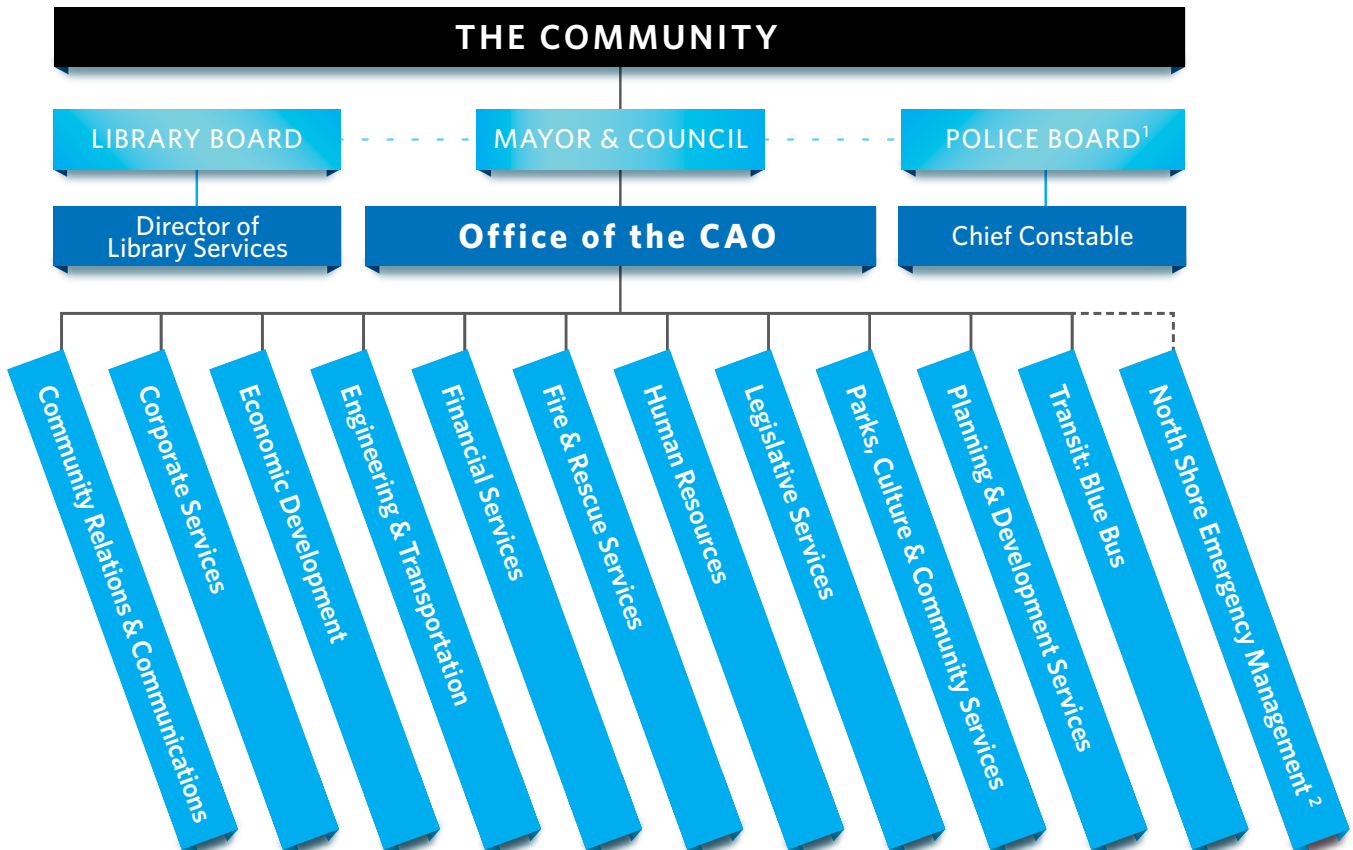 THE COMMUNITY
LIBRARY BOARD
MAYOR & COUNCIL
POLICE BOARD¹
Director of
Library Services
Office of the CAO
Chief Constable
Community Relations & Communications
Corporate Services
Economic Development
Engineering & Transportation
Financial Services
Fire & Rescue Services
Human Resources
Legislative Services
Parks, Culture & Community Services
Planning & Development Services
Transit: Blue Bus
North Shore Emergency Management ²